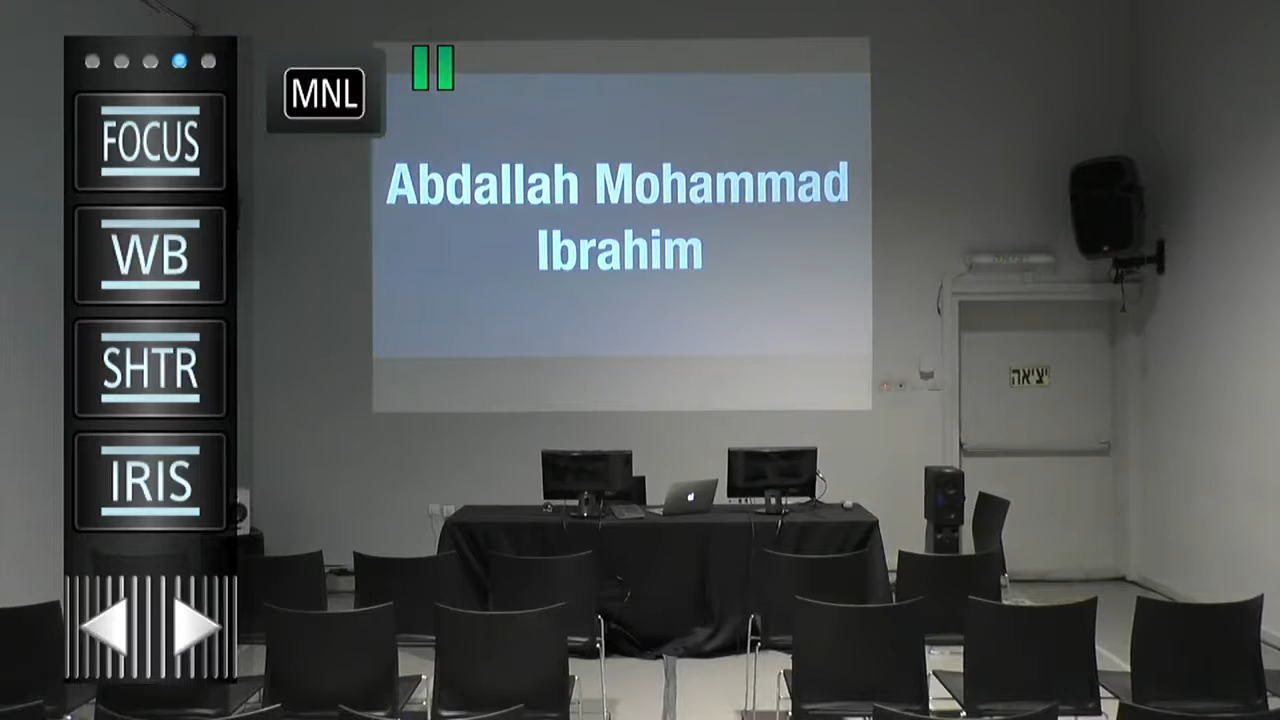 MNL
FOCUS
WB
SHTR
IRIS
Abdallah Mohammad
Ibrahim
יציאה